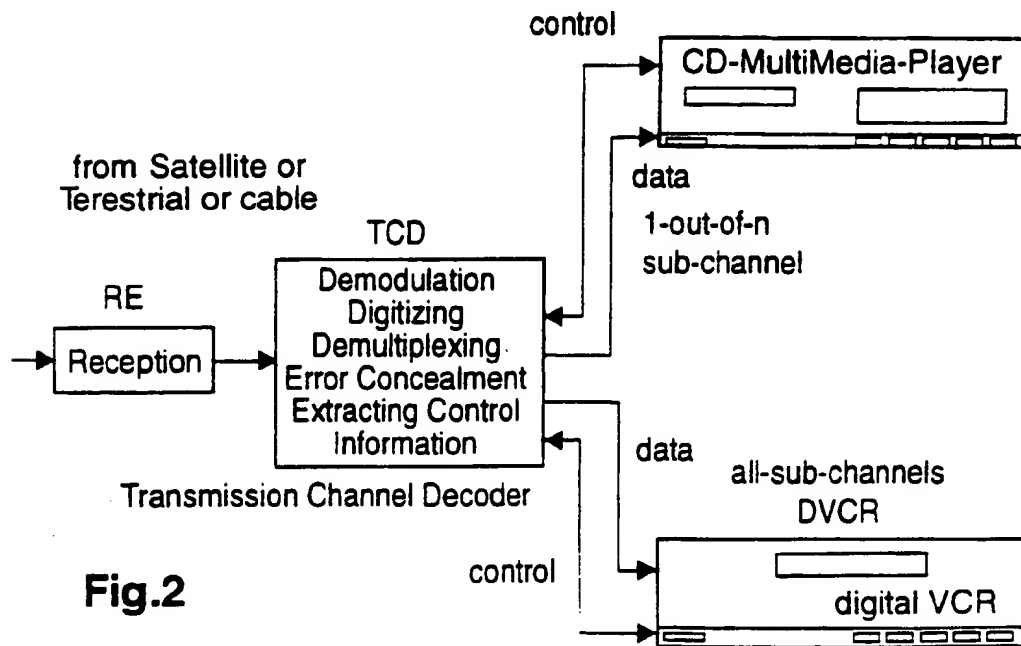 control
CD-MultiMedia-Player
from Satellite or
Terestrial or cable
data
1-out-of-n
sub-channel
TCD
RE
Reception
Demodulation
Digitizing
Demultiplexing
Error Concealment
Extracting Control
Information
Transmission Channel Decoder
data
all-sub-channels
DVCR
control
digital VCR
Fig.2